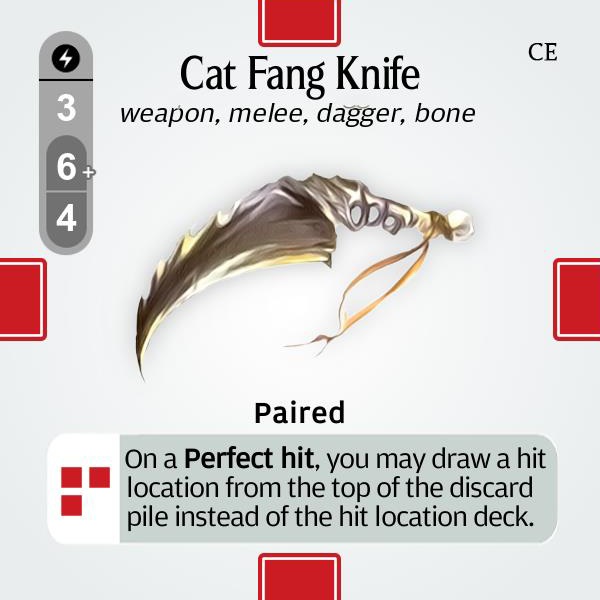 CE
Cat Fang Knife
weapon, melee, dagger, bone
3
6+
4
Paired
On a Perfect hit, you may draw a hit
location from the top of the discard
pile instead of the hit location deck.